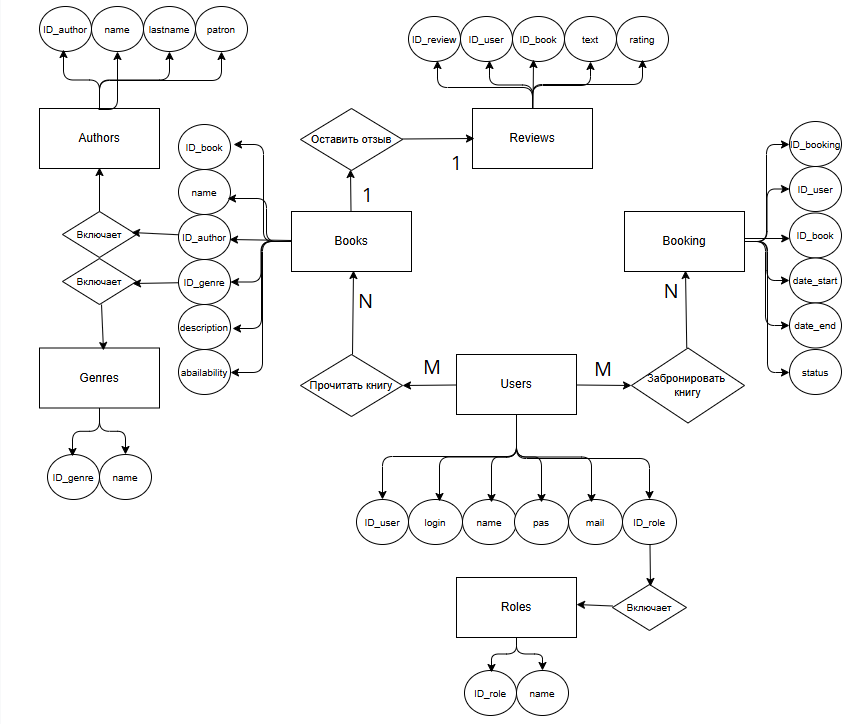 ID_author
name
lastname
patron
ID_review
ID_user
ID_book
text
rating
Authors
Оставить отзыв
Reviews
1
1
ID_book
name
ID_author
ID_genre
description
abailability
Включает
Включает
Books
Booking
ID_booking
ID_user
ID_book
date_start
date_end
status
N
N
Genres
Прочитать книгу
M
Users
M
Забронировать
книгу
ID_genre
name
ID_user
login
name
pas
mail
ID_role
Roles
Включает
ID_role
name